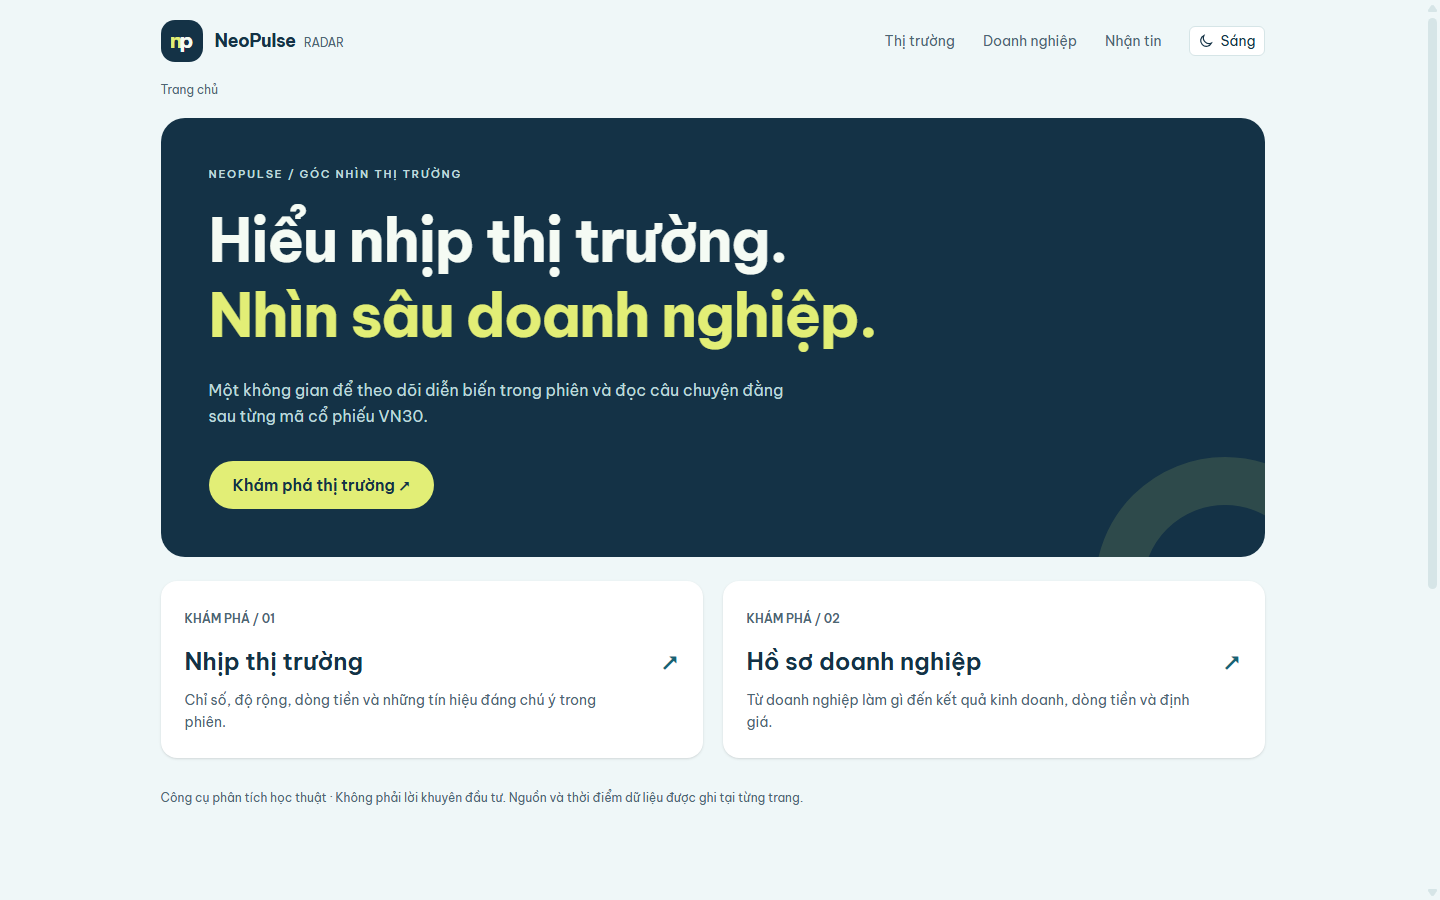 np NeoPulse RADAR
Thị trường Doanh nghiệp Nhận tin Sáng
Trang chủ
NEOPULSE / GÓC NHÌN THỊ TRƯỜNG
Hiểu nhịp thị trường.
Nhìn sâu doanh nghiệp.
Một không gian để theo dõi diễn biến trong phiên và đọc câu chuyện đằng
sau từng mã cổ phiếu VN30.
Khám phá thị trường ↗
KHÁM PHÁ / 01
Nhịp thị trường ↗
Chỉ số, độ rộng, dòng tiền và những tín hiệu đáng chú ý trong
phiên.
KHÁM PHÁ / 02
Hồ sơ doanh nghiệp ↗
Từ doanh nghiệp làm gì đến kết quả kinh doanh, dòng tiền và định
giá.
Công cụ phân tích học thuật · Không phải lời khuyên đầu tư. Nguồn và thời điểm dữ liệu được ghi tại từng trang.